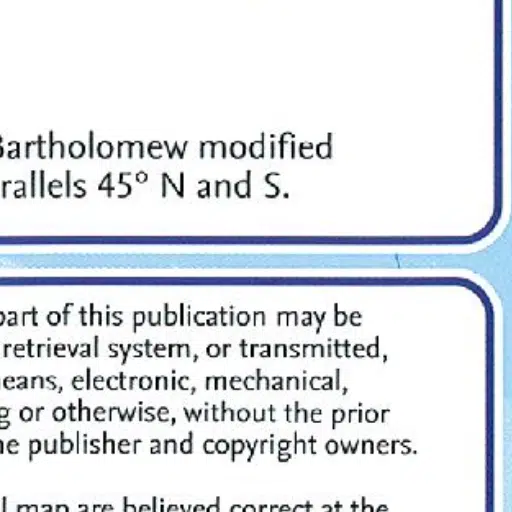 Bartholomew modified
rallels 45° N and S.
part of this publication may be
retrieval system, or transmitted,
eans, electronic, mechanical,
g or otherwise, without the prior
he publisher and copyright owners.
l map are believed correct at the